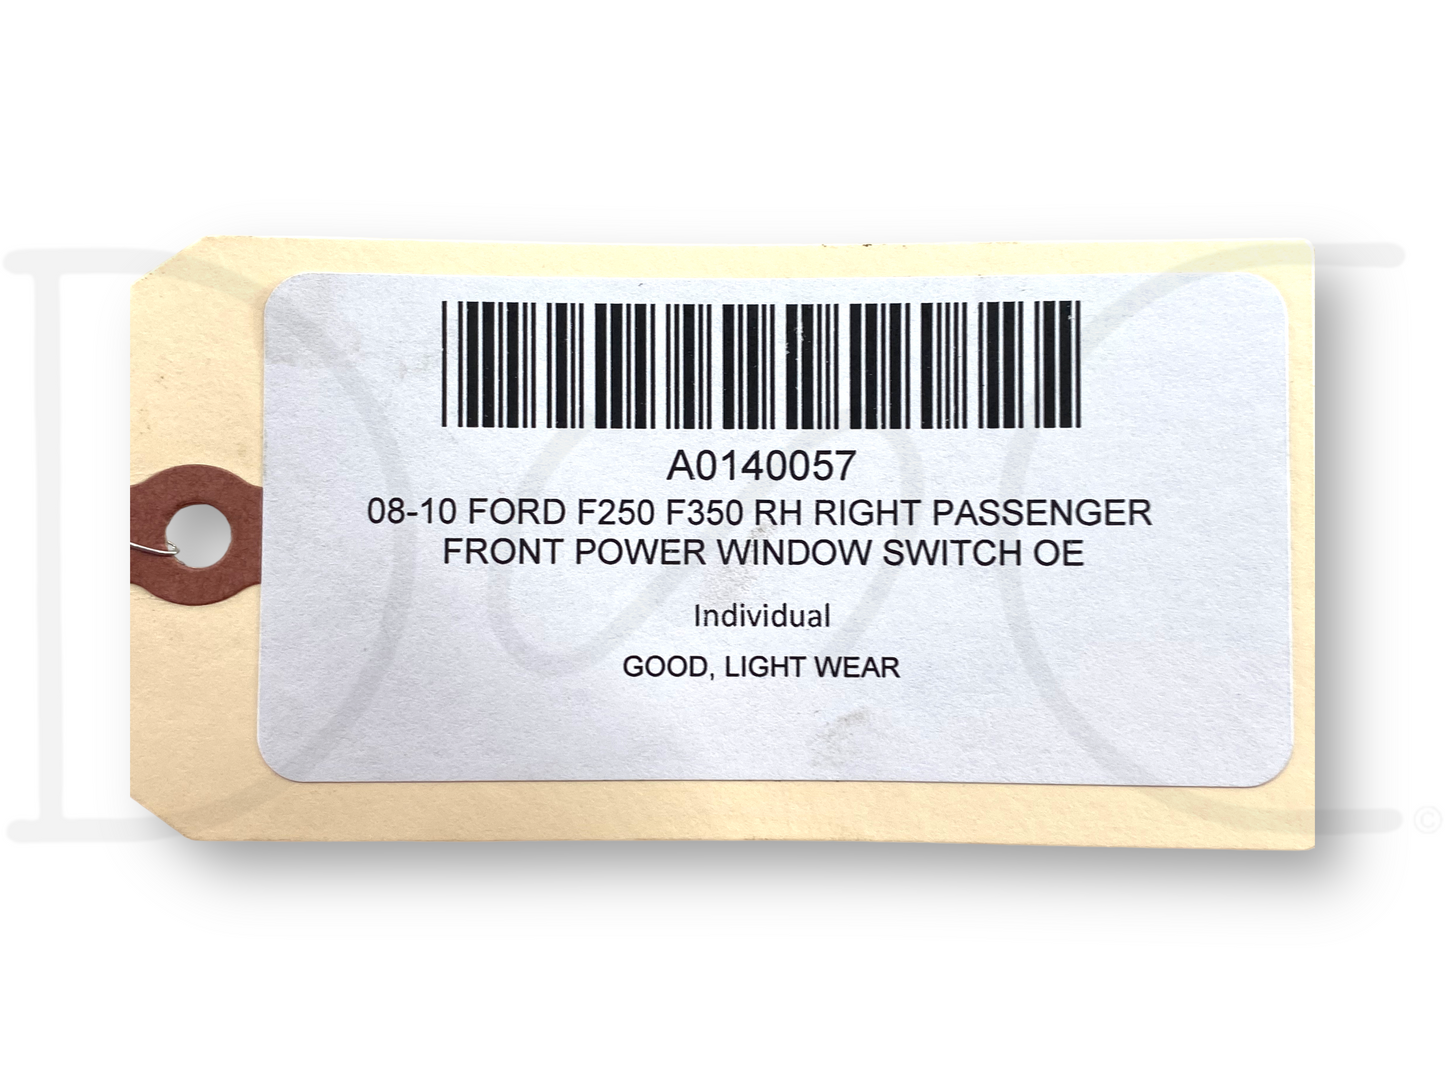 A0140057
08-10 FORD F250 F350 RH RIGHT PASSENGER
FRONT POWER WINDOW SWITCH OE
Individual
GOOD, LIGHT WEAR
©